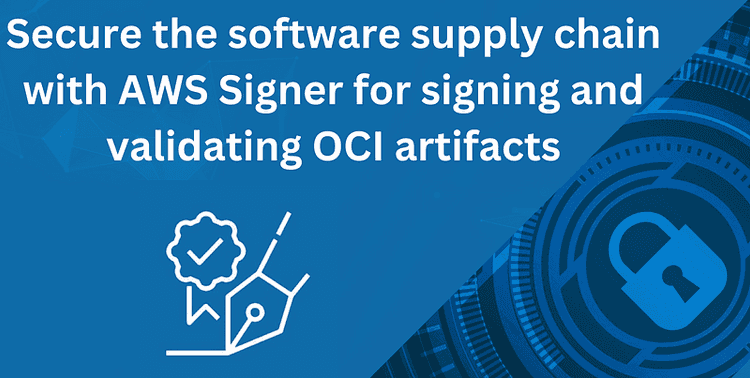 Secure the software supply chain
with AWS Signer for signing and
validating OCI artifacts